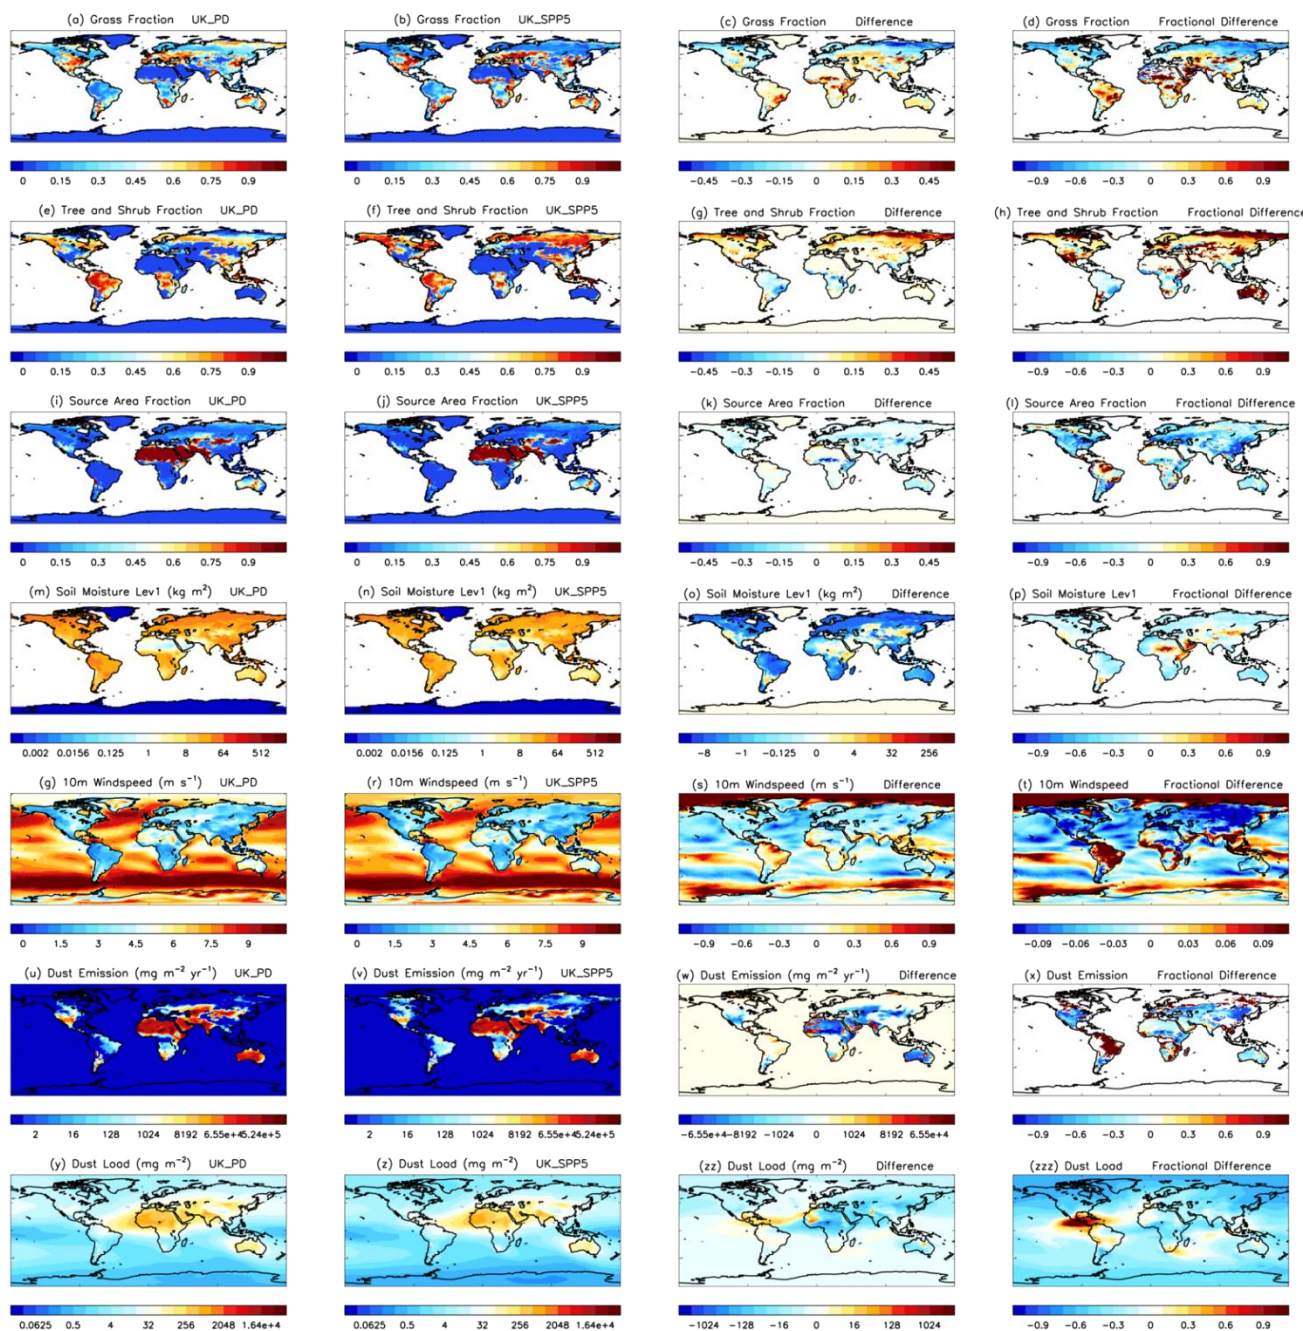 (a) Grass Fraction UK_PD
(b) Grass Fraction UK_SPP5
(c) Grass Fraction Difference
(d) Grass Fraction Fractional Difference
0 0.15 0.3 0.45 0.6 0.75 0.9
0 0.15 0.3 0.45 0.6 0.75 0.9
−0.45 −0.3 −0.15 0 0.15 0.3 0.45
−0.9 −0.6 −0.3 0 0.3 0.6 0.9
(e) Tree and Shrub Fraction UK_PD
(f) Tree and Shrub Fraction UK_SPP5
(g) Tree and Shrub Fraction Difference
(h) Tree and Shrub Fraction Fractional Difference
0 0.15 0.3 0.45 0.6 0.75 0.9
0 0.15 0.3 0.45 0.6 0.75 0.9
−0.45 −0.3 −0.15 0 0.15 0.3 0.45
−0.9 −0.6 −0.3 0 0.3 0.6 0.9
(i) Source Area Fraction UK_PD
(j) Source Area Fraction UK_SPP5
(k) Source Area Fraction Difference
(l) Source Area Fraction Fractional Difference
0 0.15 0.3 0.45 0.6 0.75 0.9
0 0.15 0.3 0.45 0.6 0.75 0.9
−0.45 −0.3 −0.15 0 0.15 0.3 0.45
−0.9 −0.6 −0.3 0 0.3 0.6 0.9
(m) Soil Moisture Lev1 (kg m²) UK_PD
(n) Soil Moisture Lev1 (kg m²) UK_SPP5
(o) Soil Moisture Lev1 (kg m²) Difference
(p) Soil Moisture Lev1 Fractional Difference
0.002 0.0156 0.125 1 8 64 512
0.002 0.0156 0.125 1 8 64 512
−8 −1 −0.125 0 4 32 256
−0.9 −0.6 −0.3 0 0.3 0.6 0.9
(g) 10m Windspeed (m s⁻¹) UK_PD
(r) 10m Windspeed (m s⁻¹) UK_SPP5
(s) 10m Windspeed (m s⁻¹) Difference
(t) 10m Windspeed Fractional Difference
0 1.5 3 4.5 6 7.5 9
0 1.5 3 4.5 6 7.5 9
−0.9 −0.6 −0.3 0 0.3 0.6 0.9
−0.09 −0.06 −0.03 0 0.03 0.06 0.09
(u) Dust Emission (mg m⁻² yr⁻¹) UK_PD
(v) Dust Emission (mg m⁻² yr⁻¹) UK_SPP5
(w) Dust Emission (mg m⁻² yr⁻¹) Difference
(x) Dust Emission Fractional Difference
2 16 128 1024 8192 6.55e+4 5.24e+5
2 16 128 1024 8192 6.55e+4 5.24e+5
−6.55e+4 −8192 −1024 0 1024 8192 6.55e+4
−0.9 −0.6 −0.3 0 0.3 0.6 0.9
(y) Dust Load (mg m⁻²) UK_PD
(z) Dust Load (mg m⁻²) UK_SPP5
(zz) Dust Load (mg m⁻²) Difference
(zzz) Dust Load Fractional Difference
0.0625 0.5 4 32 256 2048 1.64e+4
0.0625 0.5 4 32 256 2048 1.64e+4
−1024 −128 −16 0 16 128 1024
−0.9 −0.6 −0.3 0 0.3 0.6 0.9